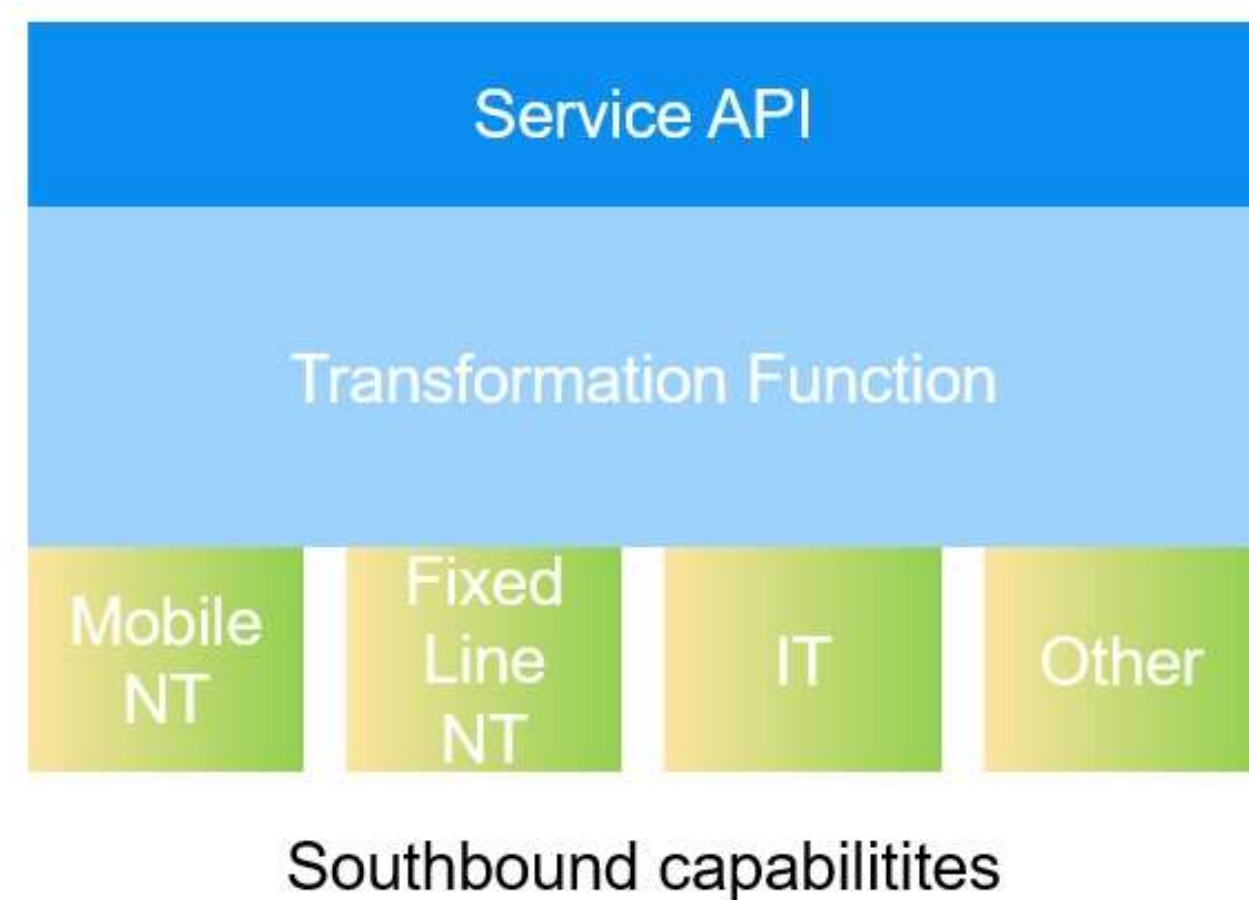 Service API
Transformation Function
Mobile
NT
Fixed
Line
NT
IT
Other
Southbound capabilitites